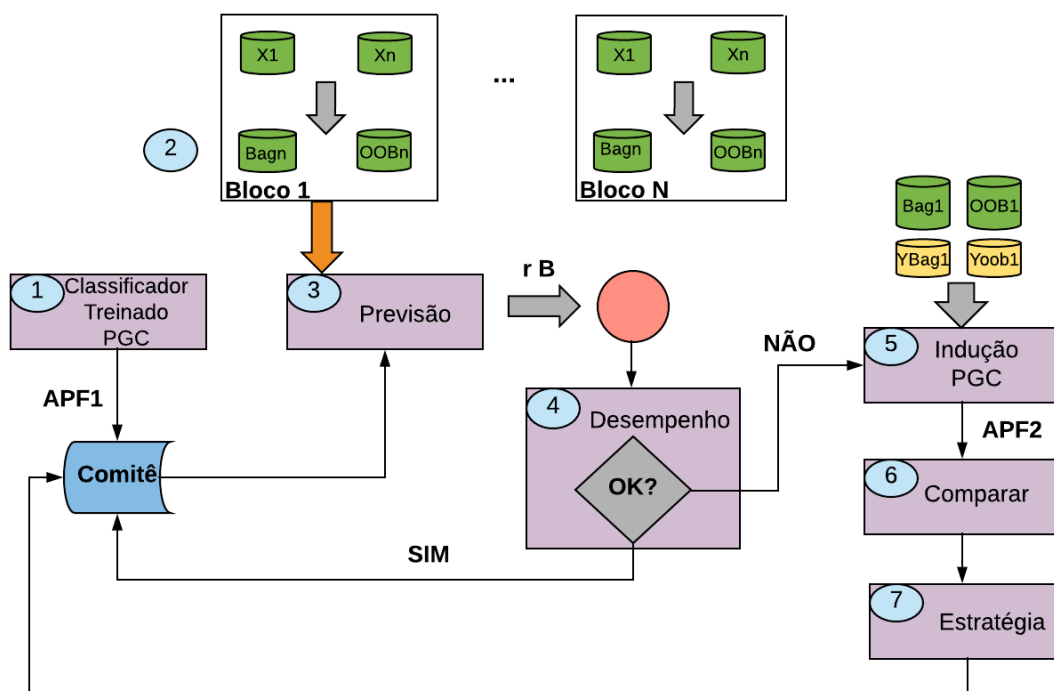 X1
Xn
Bagn
OOBn
Bloco 1
...
X1
Xn
Bagn
OOBn
Bloco N
2
Bag1
OOB1
YBag1
Yoob1
1
Classificador
Treinado
PGC
3
Previsão
r B
NÃO
5
Indução
PGC
APF1
4
Desempenho
OK?
APF2
Comitê
6
Comparar
SIM
7
Estratégia